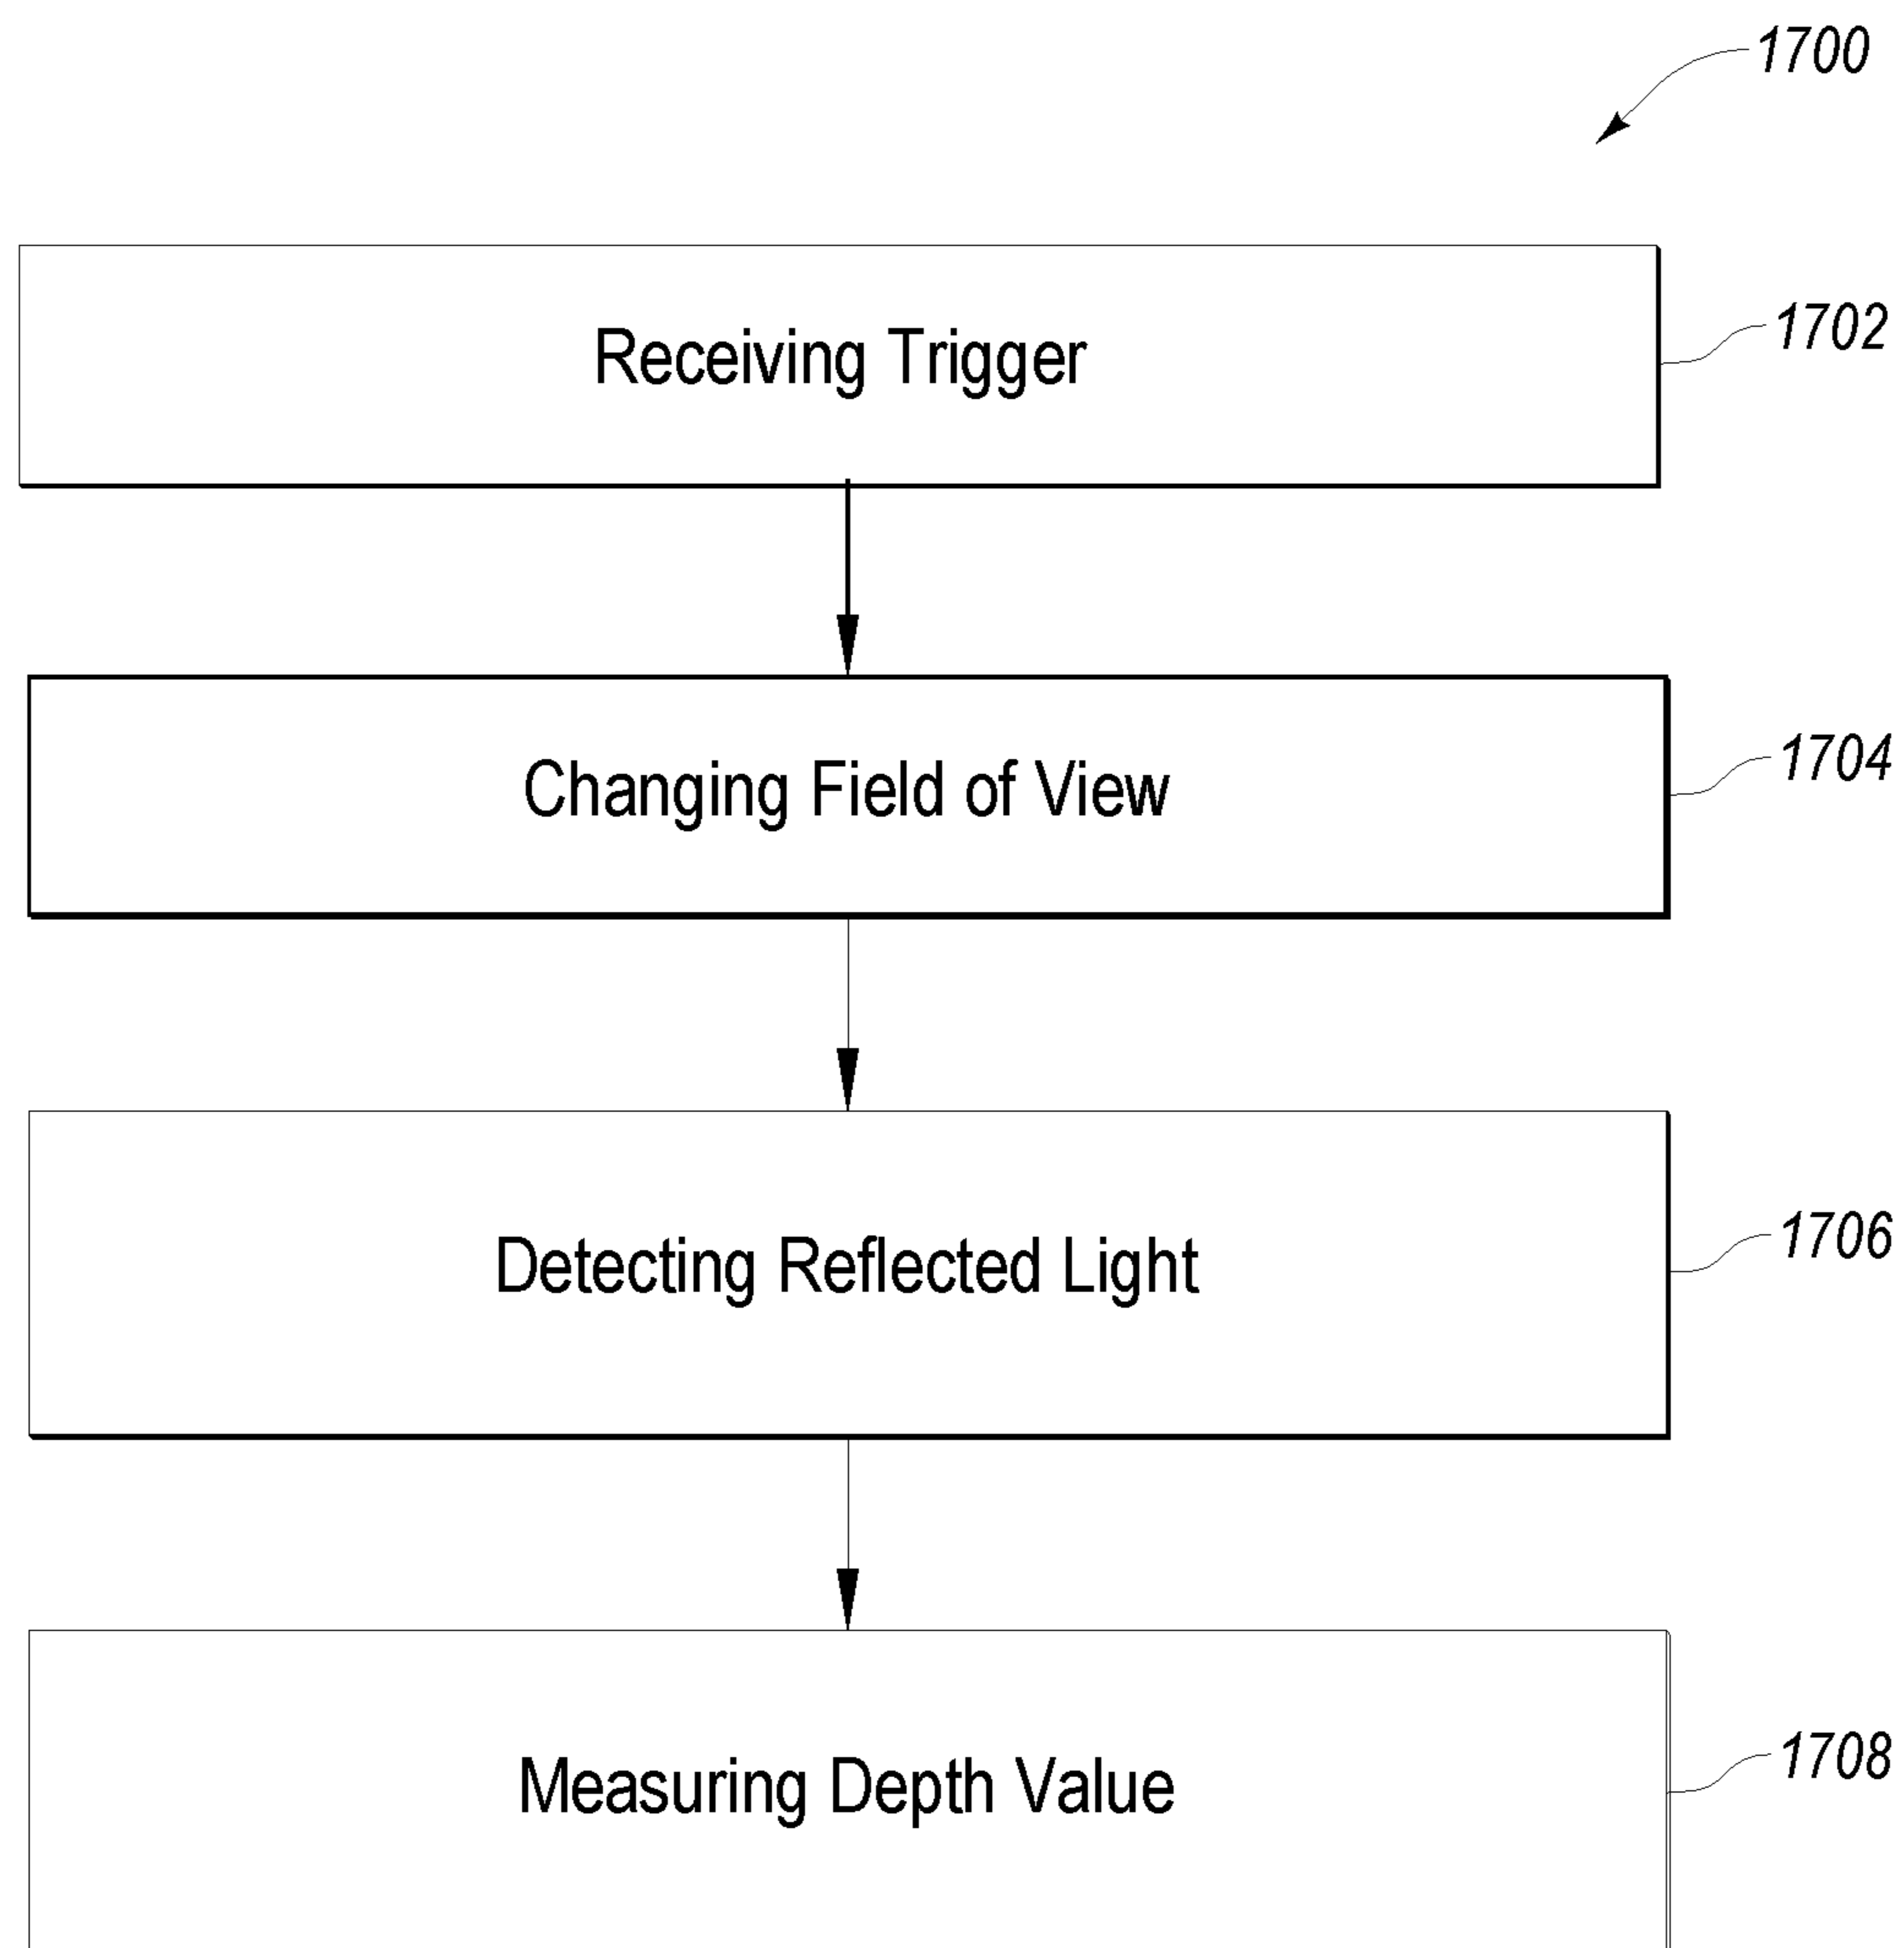 1700
Receiving Trigger
1702
Changing Field of View
1704
Detecting Reflected Light
1706
Measuring Depth Value
1708